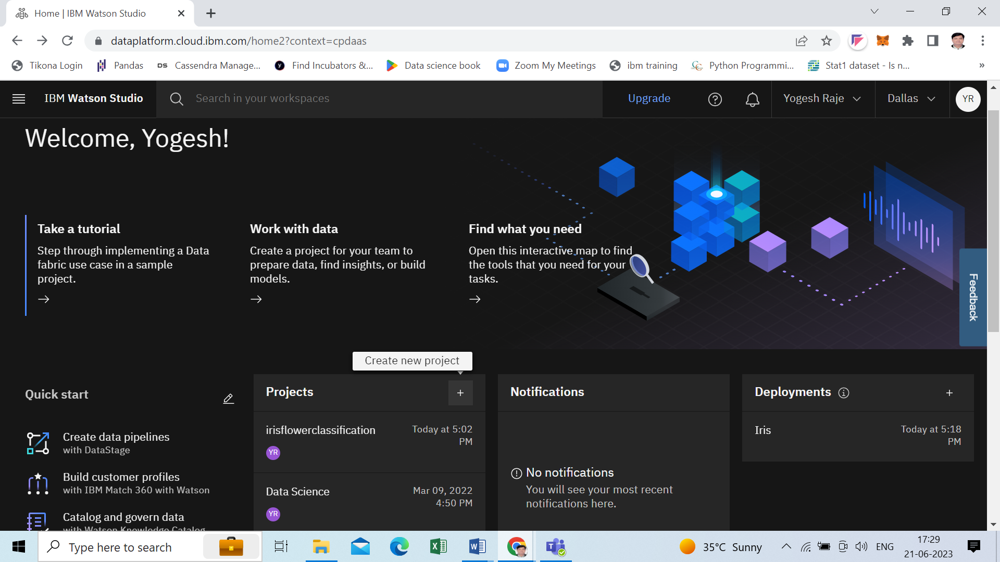 Home | IBM Watson Studio
dataplatform.cloud.ibm.com/home2?context=cpdaas
Tikona Login
Pandas
DS
Cassendra Manage...
Find Incubators &...
Data science book
Zoom My Meetings
ibm training
Python Programmi...
Stat1 dataset - Is n...
»
IBM Watson Studio
Search in your workspaces
Upgrade
Yogesh Raje
Dallas
YR
Welcome, Yogesh!
Take a tutorial
Step through implementing a Data
fabric use case in a sample
project.
Work with data
Create a project for your team to
prepare data, find insights, or build
models.
Find what you need
Open this interactive map to find
the tools that you need for your
tasks.
Feedback
Create new project
Quick start
Create data pipelines
with DataStage
Build customer profiles
with IBM Match 360 with Watson
Catalog and govern data
with Watson Knowledge Catalog
Projects
irisflowerclassification
Today at 5:02
PM
YR
Data Science
Mar 09, 2022
4:50 PM
YR
Notifications
No notifications
You will see your most recent
notifications here.
Deployments
Iris
Today at 5:18
PM
Type here to search
35°C Sunny
ENG
17:29
21-06-2023